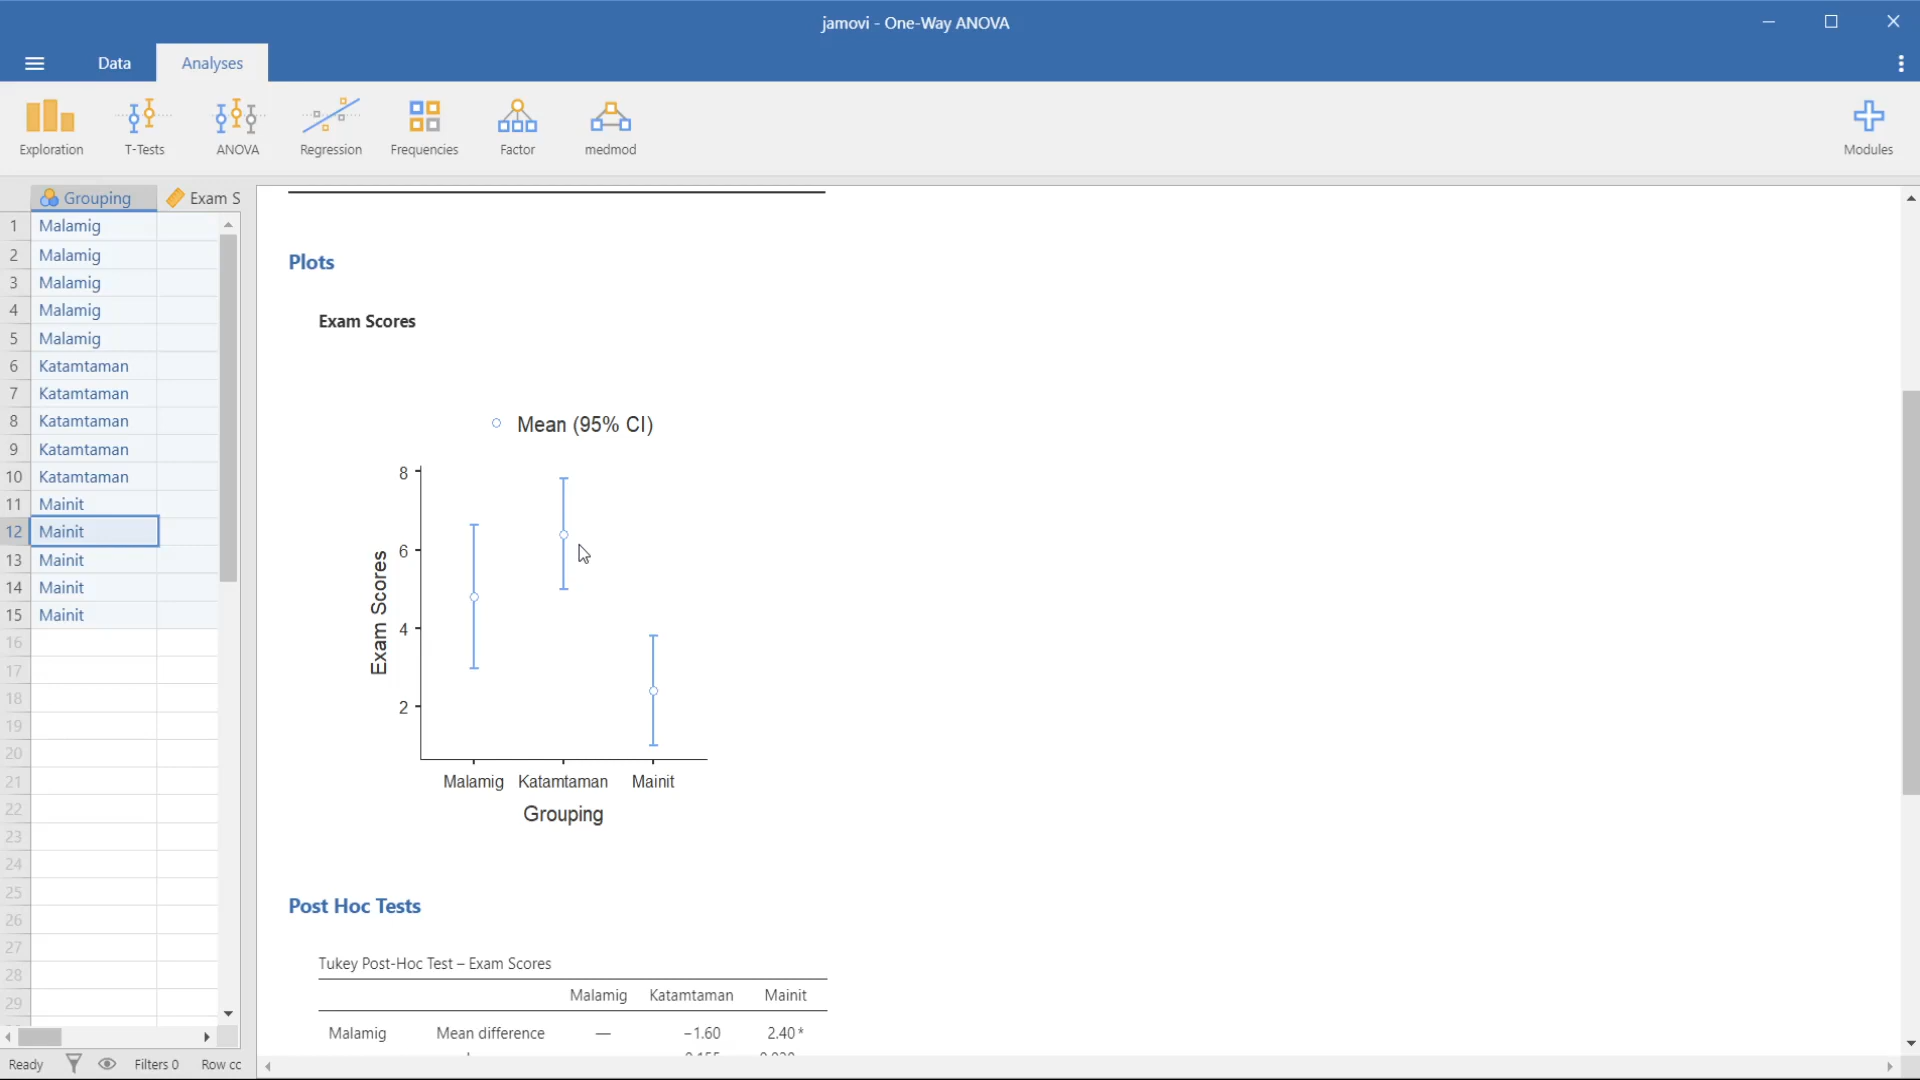 jamovi - One-Way ANOVA
Data
Analyses
Exploration
T-Tests
ANOVA
Regression
Frequencies
Factor
medmod
Modules
Grouping
Exam S
1 Malamig
2 Malamig
3 Malamig
4 Malamig
5 Malamig
6 Katamtaman
7 Katamtaman
8 Katamtaman
9 Katamtaman
10 Katamtaman
11 Mainit
12 Mainit
13 Mainit
14 Mainit
15 Mainit
16
17
18
19
20
21
22
23
24
25
26
27
28
29
Ready
Filters 0
Row cc
Plots
Exam Scores
Mean (95% CI)
8
6
4
2
Exam Scores
Malamig Katamtaman Mainit
Grouping
Post Hoc Tests
Tukey Post-Hoc Test – Exam Scores
Malamig Katamtaman Mainit
Malamig Mean difference — −1.60 2.40 *